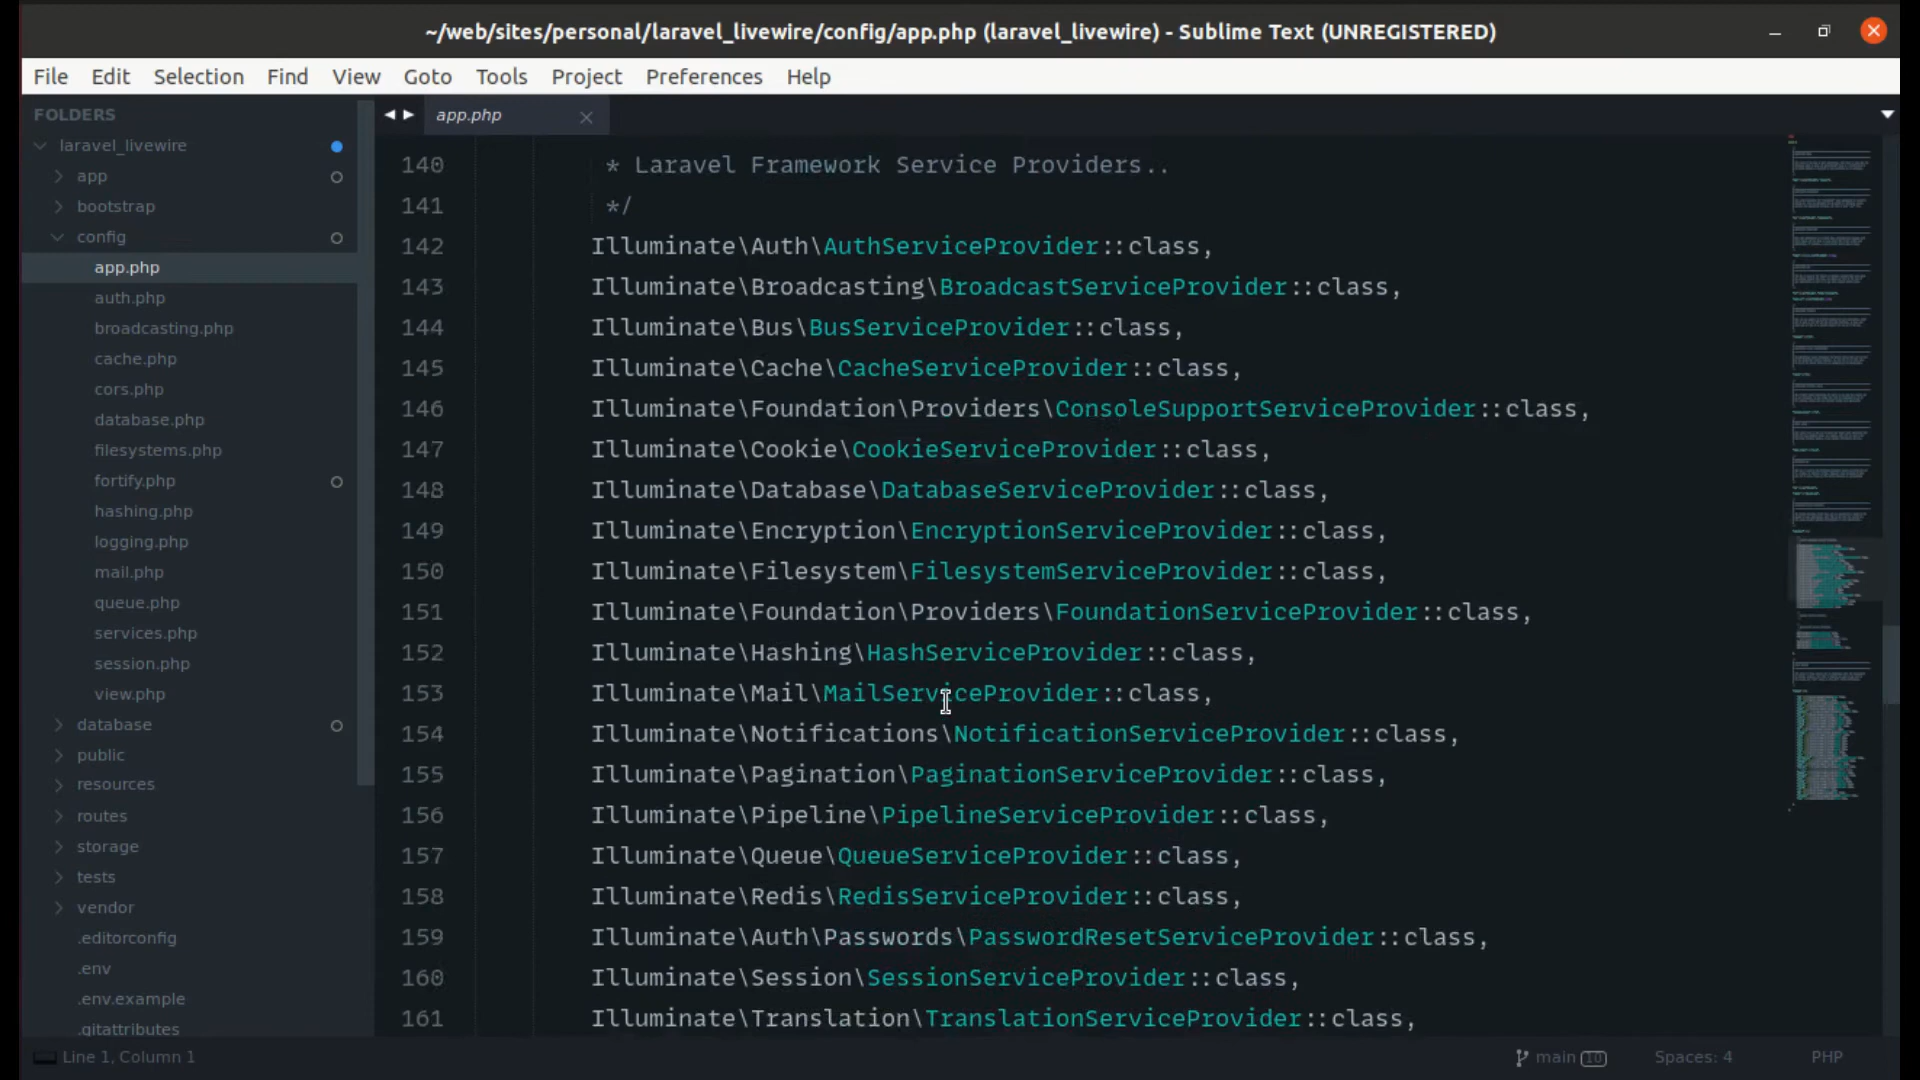 ~/web/sites/personal/laravel_livewire/config/app.php (laravel_livewire) - Sublime Text (UNREGISTERED)
File Edit Selection Find View Goto Tools Project Preferences Help
FOLDERS
laravel_livewire
app
bootstrap
config
app.php
auth.php
broadcasting.php
cache.php
cors.php
database.php
filesystems.php
fortify.php
hashing.php
logging.php
mail.php
queue.php
services.php
session.php
view.php
database
public
resources
routes
storage
tests
vendor
.editorconfig
.env
.env.example
.gitattributes
app.php
140 * Laravel Framework Service Providers..
141 */
142 Illuminate\Auth\AuthServiceProvider::class,
143 Illuminate\Broadcasting\BroadcastServiceProvider::class,
144 Illuminate\Bus\BusServiceProvider::class,
145 Illuminate\Cache\CacheServiceProvider::class,
146 Illuminate\Foundation\Providers\ConsoleSupportServiceProvider::class,
147 Illuminate\Cookie\CookieServiceProvider::class,
148 Illuminate\Database\DatabaseServiceProvider::class,
149 Illuminate\Encryption\EncryptionServiceProvider::class,
150 Illuminate\Filesystem\FilesystemServiceProvider::class,
151 Illuminate\Foundation\Providers\FoundationServiceProvider::class,
152 Illuminate\Hashing\HashServiceProvider::class,
153 Illuminate\Mail\MailServiceProvider::class,
154 Illuminate\Notifications\NotificationServiceProvider::class,
155 Illuminate\Pagination\PaginationServiceProvider::class,
156 Illuminate\Pipeline\PipelineServiceProvider::class,
157 Illuminate\Queue\QueueServiceProvider::class,
158 Illuminate\Redis\RedisServiceProvider::class,
159 Illuminate\Auth\Passwords\PasswordResetServiceProvider::class,
160 Illuminate\Session\SessionServiceProvider::class,
161 Illuminate\Translation\TranslationServiceProvider::class,
Line 1, Column 1 main 10 Spaces: 4 PHP